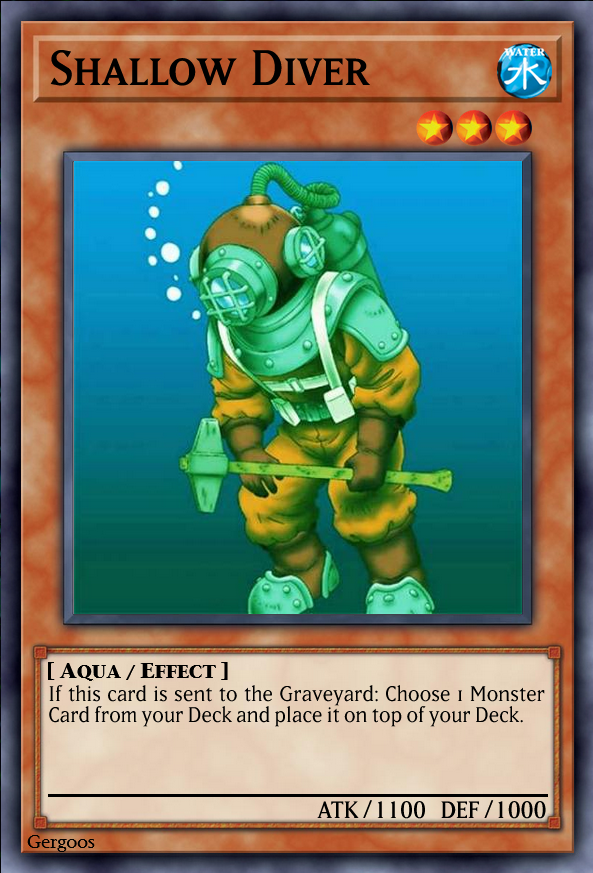 Shallow Diver
WATER
水
[ Aqua / Effect ]
If this card is sent to the Graveyard: Choose 1 Monster
Card from your Deck and place it on top of your Deck.
ATK / 1100 DEF / 1000
Gergoos